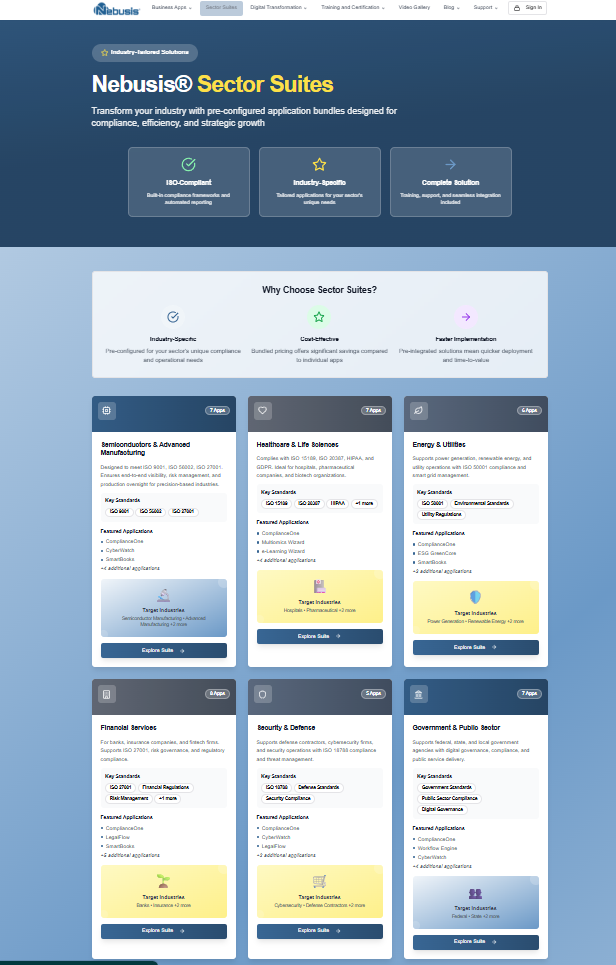 Nebusis
Business Apps
Sector Suites
Digital Transformation
Training and Certification
Video Gallery
Blog
Support
Sign In
Industry-Tailored Solutions
Nebusis® Sector Suites
Transform your industry with pre-configured application bundles designed for
compliance, efficiency, and strategic growth
ISO-Compliant
Built-in compliance frameworks and
automated reporting
Industry-Specific
Tailored applications for your sector's
unique needs
Complete Solution
Training, support, and seamless integration
included
Why Choose Sector Suites?
Industry-Specific
Pre-configured for your sector's unique compliance
and operational needs
Cost-Effective
Bundled pricing offers significant savings compared
to individual apps
Faster Implementation
Pre-integrated solutions mean quicker deployment
and time-to-value
7 Apps
Semiconductors & Advanced
Manufacturing
Designed to meet ISO 9001, ISO 56002, ISO 27001.
Ensures end-to-end visibility, risk management, and
production oversight for precision-based industries.
Key Standards
ISO 9001
ISO 56002
ISO 27001
Featured Applications
• ComplianceOne
• CyberWatch
• SmartBooks
+4 additional applications
Target Industries
Semiconductor Manufacturing • Advanced
Manufacturing +2 more
Explore Suite →
7 Apps
Healthcare & Life Sciences
Complies with ISO 15189, ISO 20387, HIPAA, and
GDPR. Ideal for hospitals, pharmaceutical
companies, and biotech organizations.
Key Standards
ISO 15189
ISO 20387
HIPAA
+1 more
Featured Applications
• ComplianceOne
• Multiomics Wizard
• e-Learning Wizard
+4 additional applications
Target Industries
Hospitals • Pharmaceutical +2 more
Explore Suite →
6 Apps
Energy & Utilities
Supports power generation, renewable energy, and
utility operations with ISO 50001 compliance and
smart grid management.
Key Standards
ISO 50001
Environmental Standards
Utility Regulations
Featured Applications
• ComplianceOne
• ESG GreenCore
• SmartBooks
+3 additional applications
Target Industries
Power Generation • Renewable Energy +2 more
Explore Suite →
8 Apps
Financial Services
For banks, insurance companies, and fintech firms.
Supports ISO 27001, risk governance, and regulatory
compliance.
Key Standards
ISO 27001
Financial Regulations
Risk Management
+1 more
Featured Applications
• ComplianceOne
• LegalFlow
• SmartBooks
+5 additional applications
Target Industries
Banks • Insurance +2 more
Explore Suite →
5 Apps
Security & Defense
Supports defense contractors, cybersecurity firms,
and security operations with ISO 18788 compliance
and threat management.
Key Standards
ISO 18788
Defense Standards
Security Compliance
Featured Applications
• ComplianceOne
• CyberWatch
• LegalFlow
+2 additional applications
Target Industries
Cybersecurity • Defense Contractors +2 more
Explore Suite →
7 Apps
Government & Public Sector
Supports federal, state, and local government
agencies with digital governance, compliance, and
public service delivery.
Key Standards
Government Standards
Public Sector Compliance
Digital Governance
Featured Applications
• ComplianceOne
• Workflow Engine
• CyberWatch
+4 additional applications
Target Industries
Federal • State +2 more
Explore Suite →